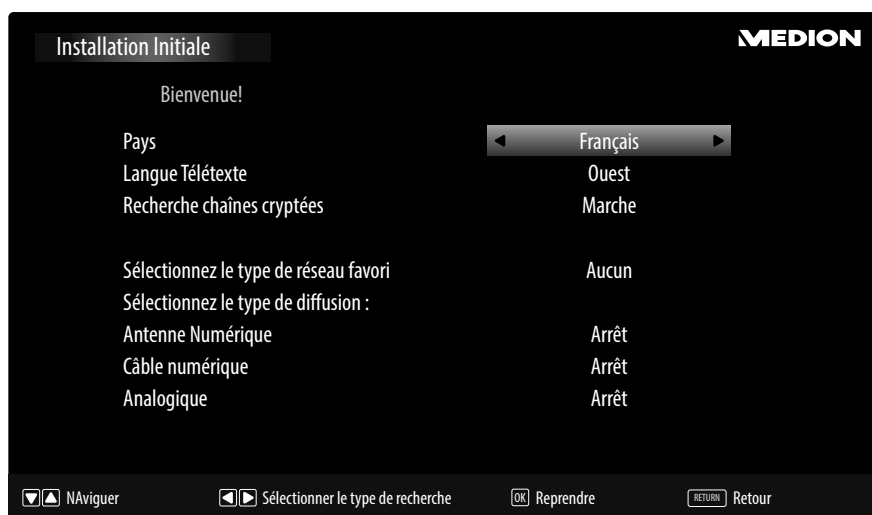 Installation Initiale MEDION
Bienvenue!
Pays Français
Langue Télétexte Ouest
Recherche chaînes cryptées Marche
Sélectionnez le type de réseau favori Aucun
Sélectionnez le type de diffusion :
Antenne Numérique Arrêt
Câble numérique Arrêt
Analogique Arrêt
NAviguer Sélectionner le type de recherche OK Reprendre RETURN Retour